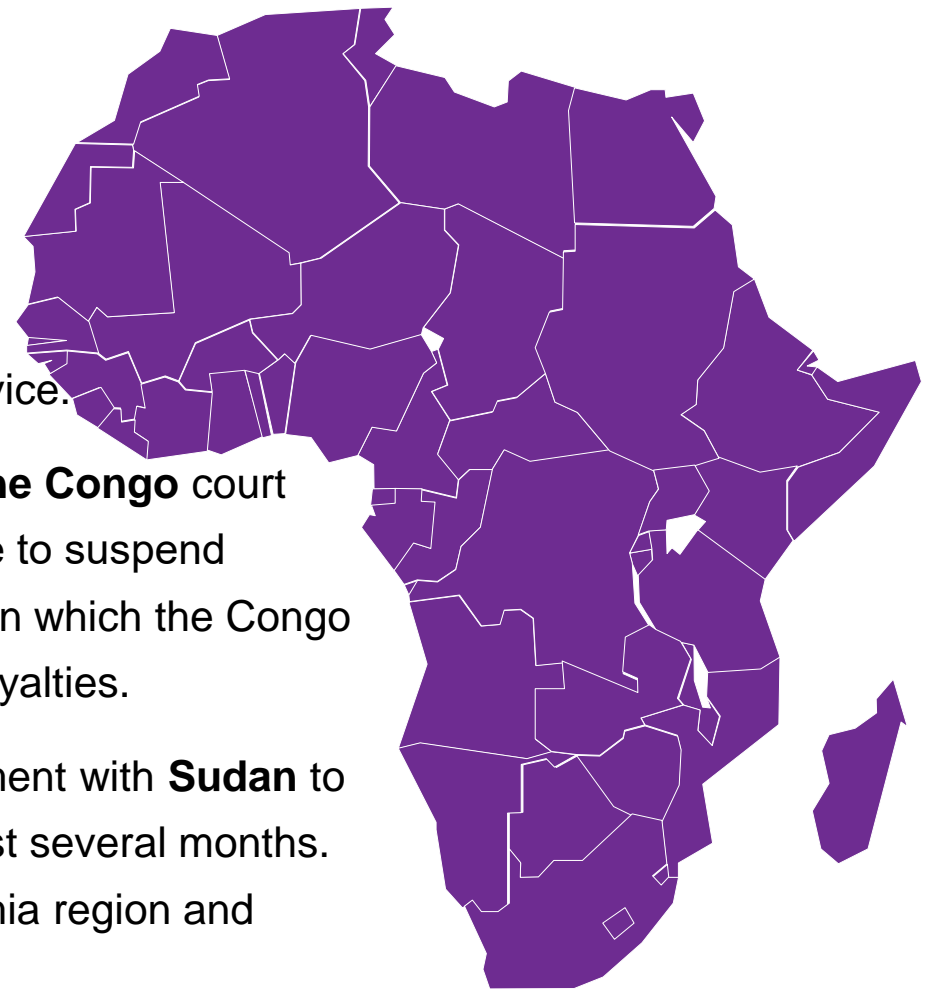 vice.
he Congo court
e to suspend
n which the Congo
yalties.
nent with Sudan to
st several months.
nia region and